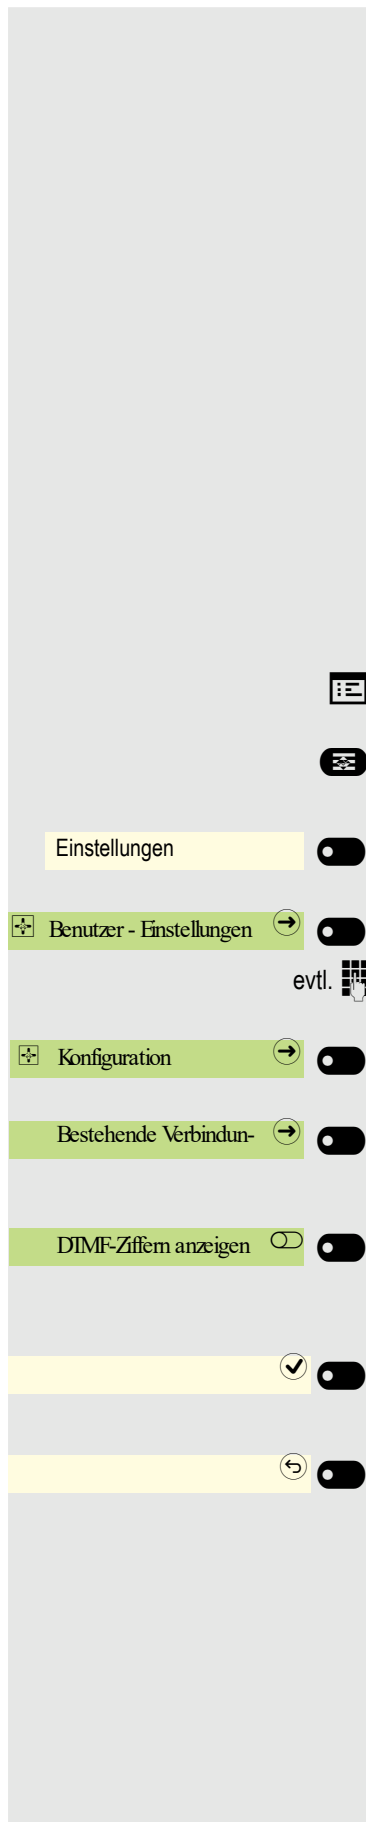 Einstellungen
Benutzer - Einstellungen
evtl.
Konfiguration
Bestehende Verbindun-
DTMF-Ziffern anzeigen